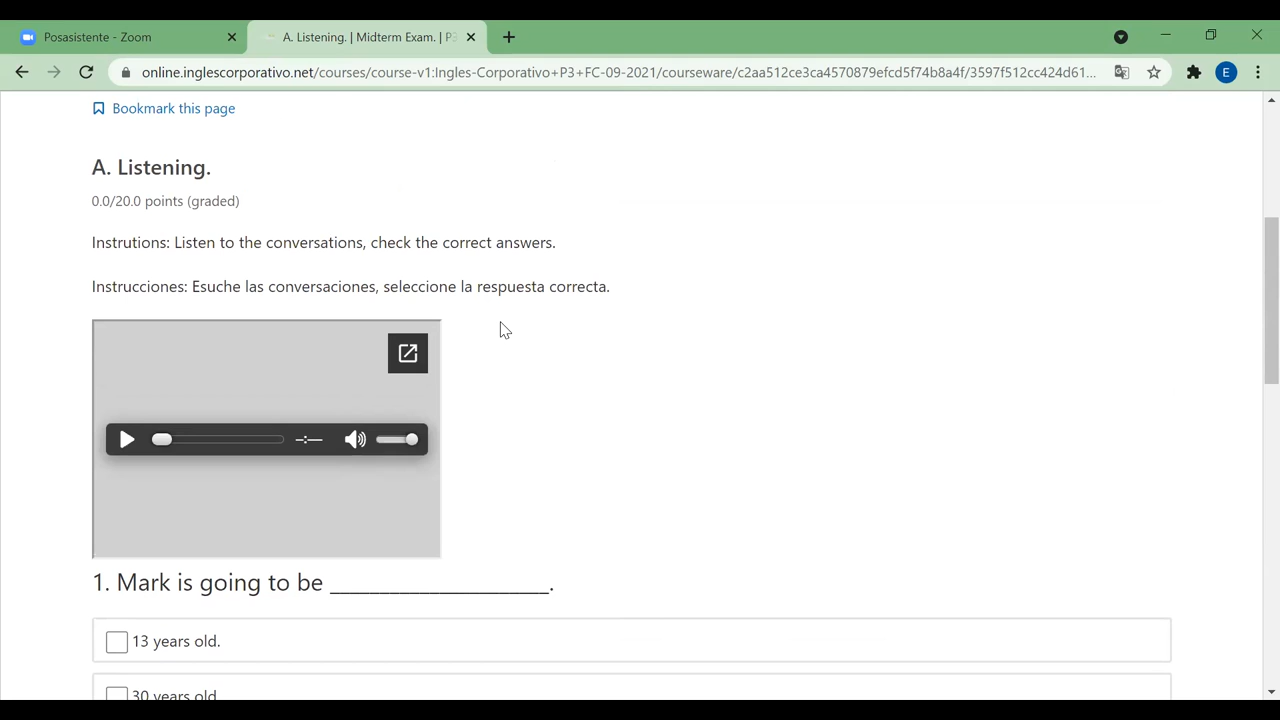 Posasistente - Zoom
A. Listening. | Midterm Exam. | P3
online.inglescorporativo.net/courses/course-v1:Ingles-Corporativo+P3+FC-09-2021/courseware/c2aa512ce3ca4570879efcd5f74b8a4f/3597f512cc424d61...
E
Bookmark this page
A. Listening.
0.0/20.0 points (graded)
Instrutions: Listen to the conversations, check the correct answers.
Instrucciones: Esuche las conversaciones, seleccione la respuesta correcta.
-:--
1. Mark is going to be ____________________.
13 years old.
30 years old